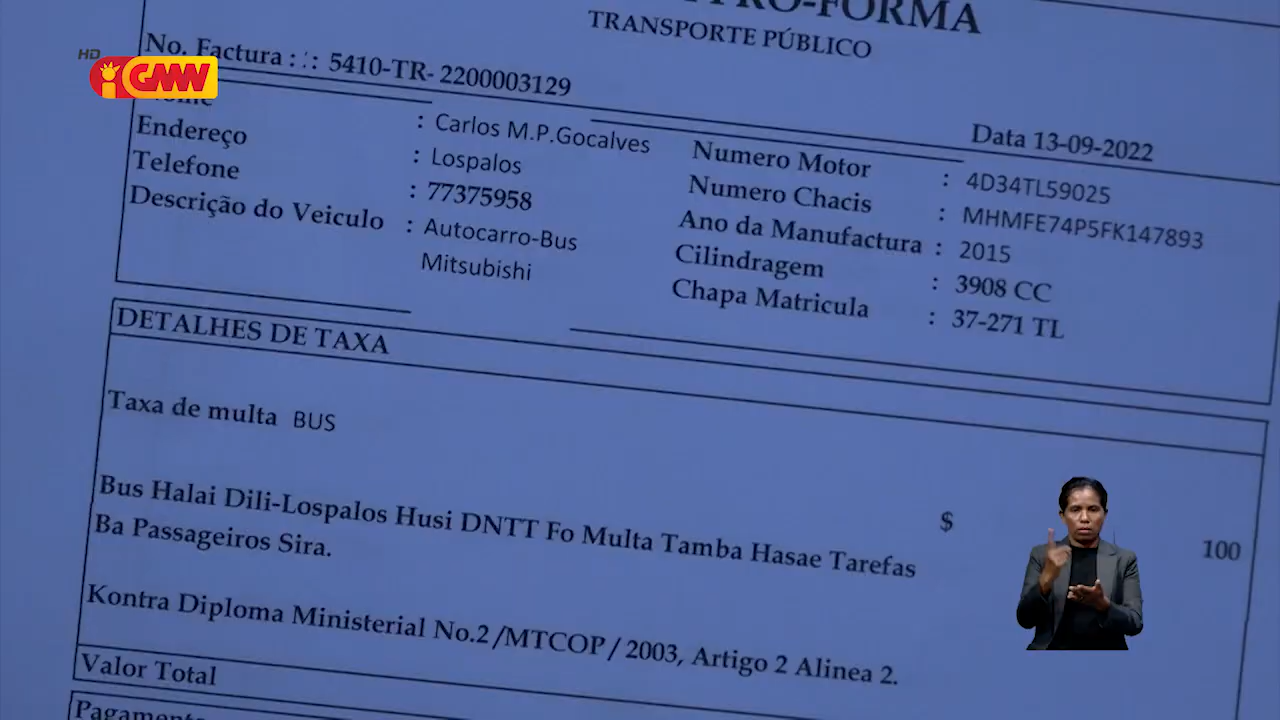 PRO-FORMA
TRANSPORTE PÚBLICO
HD
GMN
No. Factura : : : 5410-TR- 2200003129
Data 13-09-2022
Nome : Carlos M.P.Gocalves
Endereço : Lospalos
Telefone : 77375958
Descrição do Veiculo : Autocarro-Bus
Mitsubishi
Numero Motor : 4D34TL59025
Numero Chacis : MHMFE74P5FK147893
Ano da Manufactura : 2015
Cilindragem : 3908 CC
Chapa Matricula : 37-271 TL
DETALHES DE TAXA
Taxa de multa BUS
Bus Halai Dili-Lospalos Husi DNTT Fo Multa Tamba Hasae Tarefas $ 100
Ba Passageiros Sira.
Kontra Diploma Ministerial No.2 /MTCOP / 2003, Artigo 2 Alinea 2.
Valor Total